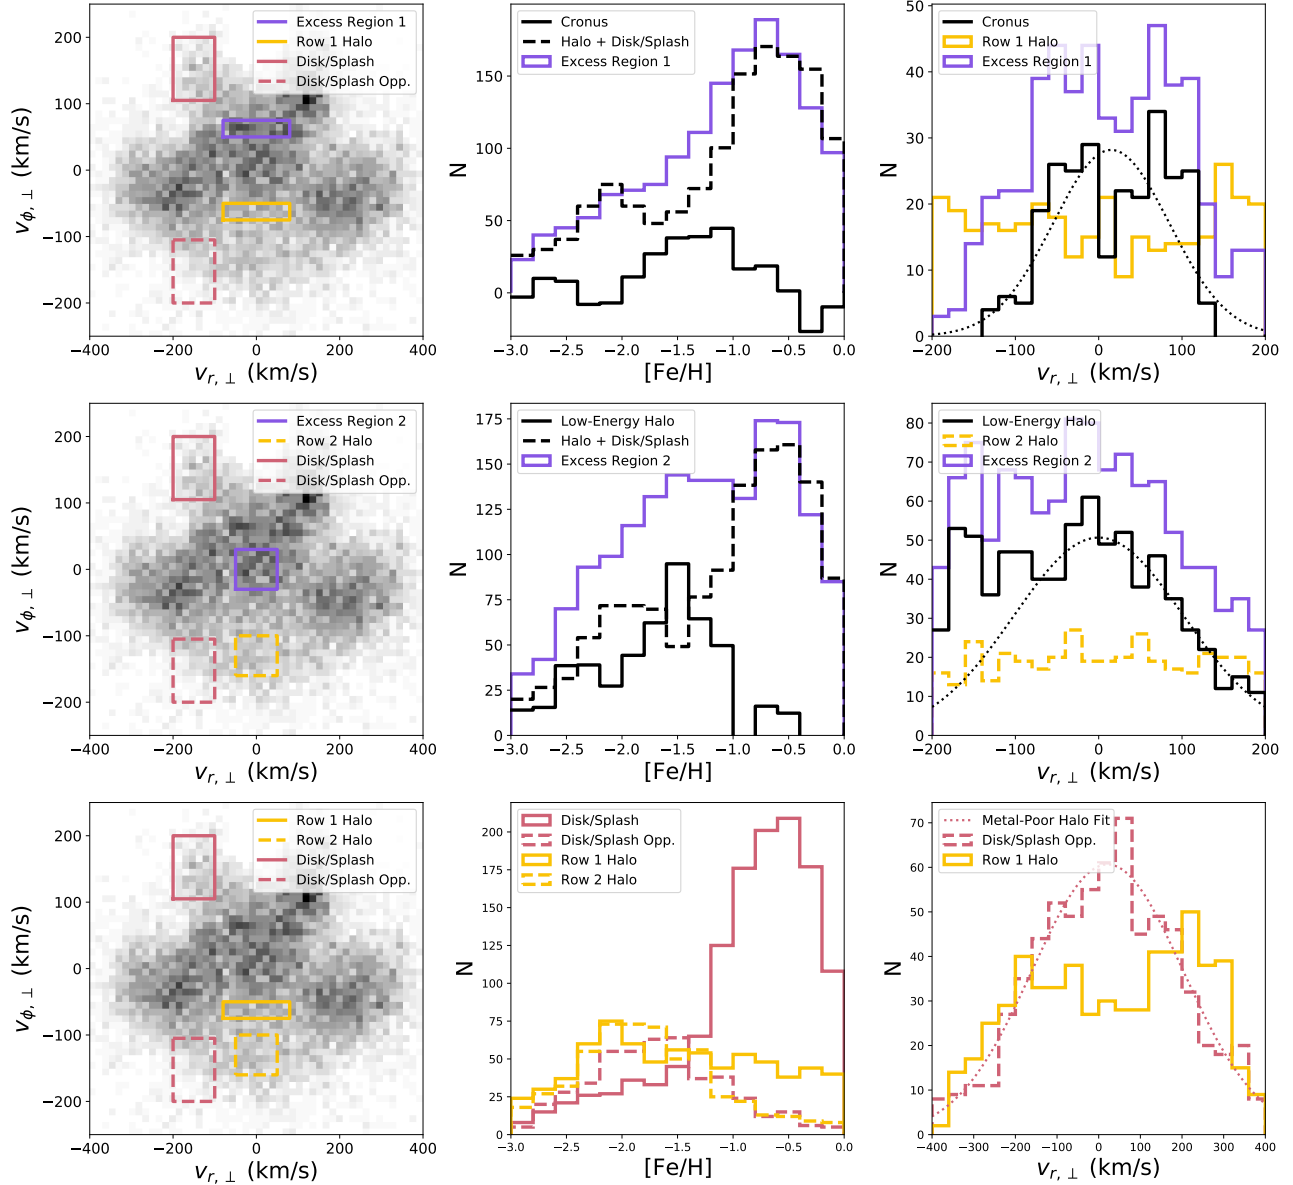 Excess Region 1
Row 1 Halo
Disk/Splash
Disk/Splash Opp.
200
100
0
−100
−200
v_{ϕ, ⊥} (km/s)
−400 −200 0 200 400
v_{r, ⊥} (km/s)
Cronus
Halo + Disk/Splash
Excess Region 1
150
100
50
0
N
−3.0 −2.5 −2.0 −1.5 −1.0 −0.5 0.0
[Fe/H]
Cronus
Row 1 Halo
Excess Region 1
50
40
30
20
10
0
N
−200 −100 0 100 200
v_{r, ⊥} (km/s)
Excess Region 2
Row 2 Halo
Disk/Splash
Disk/Splash Opp.
200
100
0
−100
−200
v_{ϕ, ⊥} (km/s)
−400 −200 0 200 400
v_{r, ⊥} (km/s)
Low-Energy Halo
Halo + Disk/Splash
Excess Region 2
175
150
125
100
75
50
25
0
N
−3.0 −2.5 −2.0 −1.5 −1.0 −0.5 0.0
[Fe/H]
Low-Energy Halo
Row 2 Halo
Excess Region 2
80
70
60
50
40
30
20
10
0
N
−200 −100 0 100 200
v_{r, ⊥} (km/s)
Row 1 Halo
Row 2 Halo
Disk/Splash
Disk/Splash Opp.
200
100
0
−100
−200
v_{ϕ, ⊥} (km/s)
−400 −200 0 200 400
v_{r, ⊥} (km/s)
Disk/Splash
Disk/Splash Opp.
Row 1 Halo
Row 2 Halo
200
175
150
125
100
75
50
25
0
N
−3.0 −2.5 −2.0 −1.5 −1.0 −0.5 0.0
[Fe/H]
Metal-Poor Halo Fit
Disk/Splash Opp.
Row 1 Halo
70
60
50
40
30
20
10
0
N
−400 −300 −200 −100 0 100 200 300 400
v_{r, ⊥} (km/s)